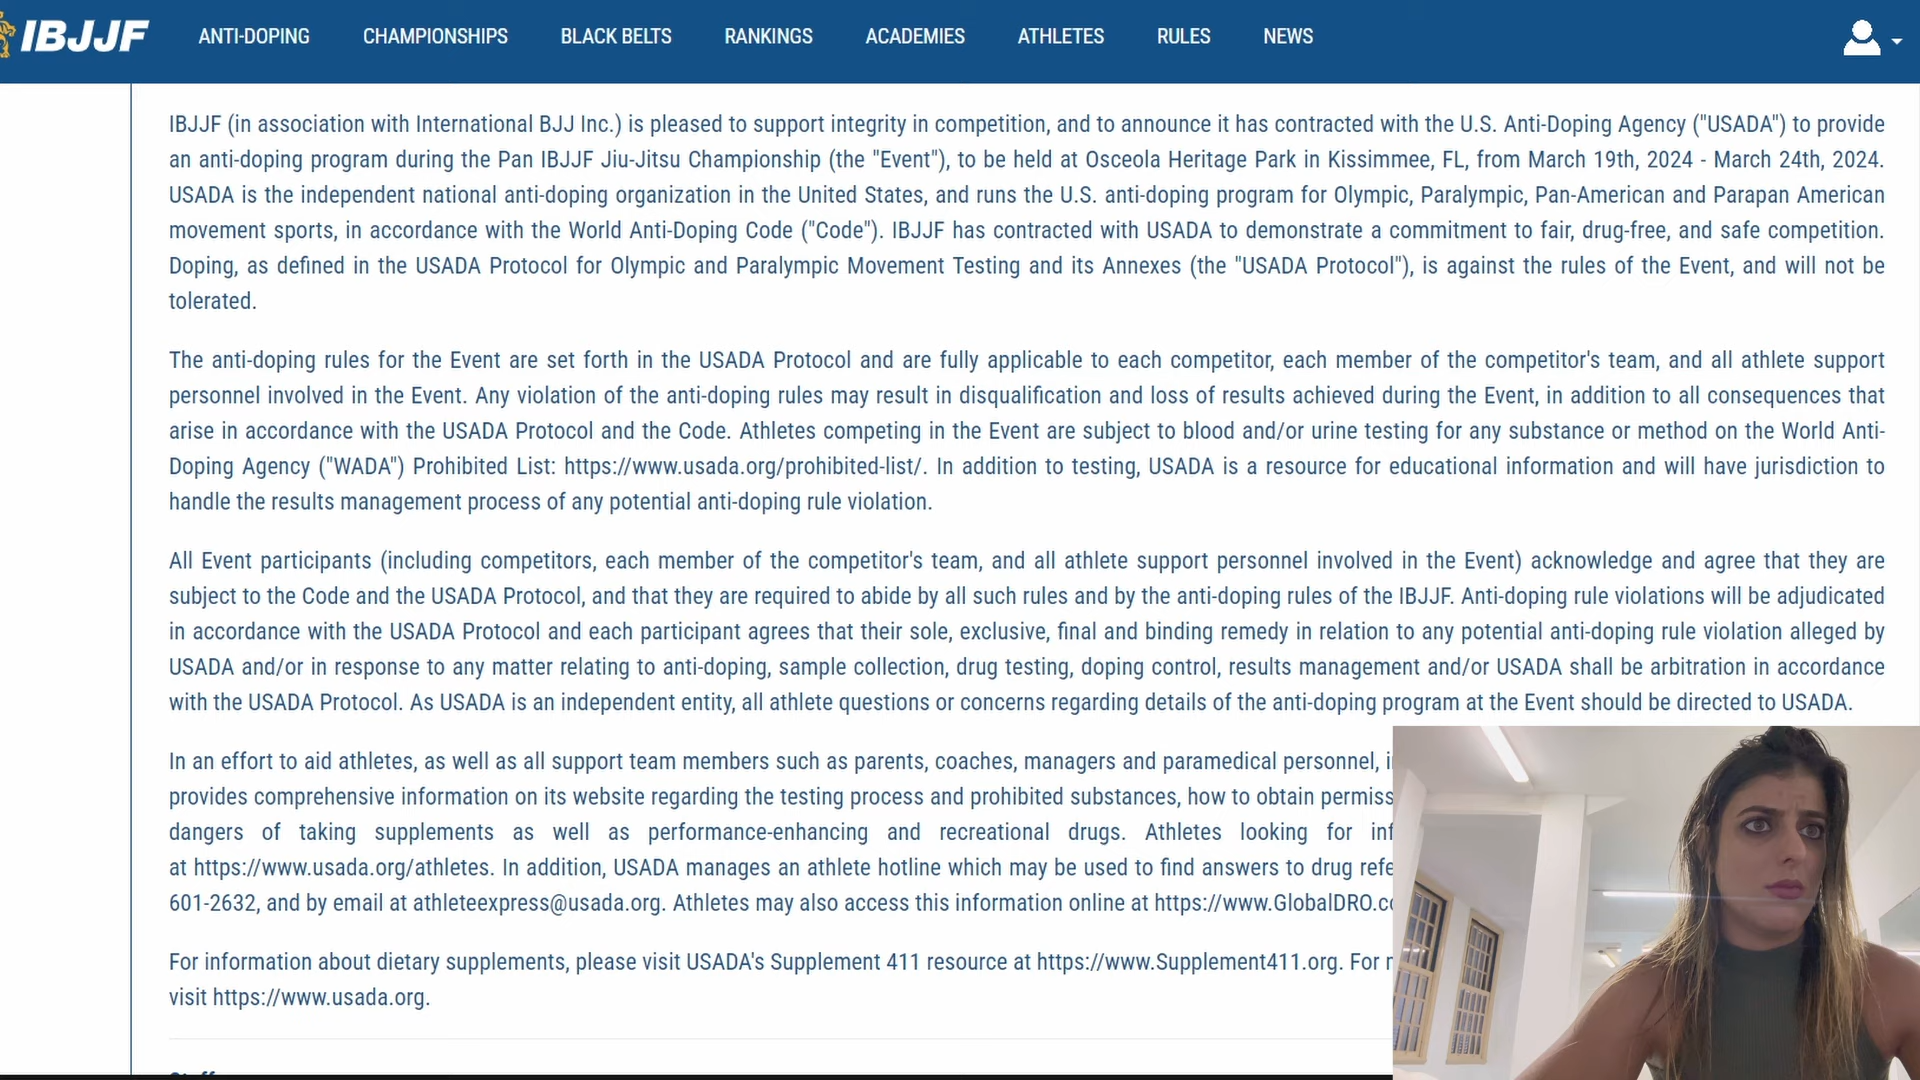 IBJJF
ANTI-DOPING
CHAMPIONSHIPS
BLACK BELTS
RANKINGS
ACADEMIES
ATHLETES
RULES
NEWS
IBJJF (in association with International BJJ Inc.) is pleased to support integrity in competition, and to announce it has contracted with the U.S. Anti-Doping Agency ("USADA") to provide
an anti-doping program during the Pan IBJJF Jiu-Jitsu Championship (the "Event"), to be held at Osceola Heritage Park in Kissimmee, FL, from March 19th, 2024 - March 24th, 2024.
USADA is the independent national anti-doping organization in the United States, and runs the U.S. anti-doping program for Olympic, Paralympic, Pan-American and Parapan American
movement sports, in accordance with the World Anti-Doping Code ("Code"). IBJJF has contracted with USADA to demonstrate a commitment to fair, drug-free, and safe competition.
Doping, as defined in the USADA Protocol for Olympic and Paralympic Movement Testing and its Annexes (the "USADA Protocol"), is against the rules of the Event, and will not be
tolerated.
The anti-doping rules for the Event are set forth in the USADA Protocol and are fully applicable to each competitor, each member of the competitor's team, and all athlete support
personnel involved in the Event. Any violation of the anti-doping rules may result in disqualification and loss of results achieved during the Event, in addition to all consequences that
arise in accordance with the USADA Protocol and the Code. Athletes competing in the Event are subject to blood and/or urine testing for any substance or method on the World Anti-
Doping Agency ("WADA") Prohibited List: https://www.usada.org/prohibited-list/. In addition to testing, USADA is a resource for educational information and will have jurisdiction to
handle the results management process of any potential anti-doping rule violation.
All Event participants (including competitors, each member of the competitor's team, and all athlete support personnel involved in the Event) acknowledge and agree that they are
subject to the Code and the USADA Protocol, and that they are required to abide by all such rules and by the anti-doping rules of the IBJJF. Anti-doping rule violations will be adjudicated
in accordance with the USADA Protocol and each participant agrees that their sole, exclusive, final and binding remedy in relation to any potential anti-doping rule violation alleged by
USADA and/or in response to any matter relating to anti-doping, sample collection, drug testing, doping control, results management and/or USADA shall be arbitration in accordance
with the USADA Protocol. As USADA is an independent entity, all athlete questions or concerns regarding details of the anti-doping program at the Event should be directed to USADA.
In an effort to aid athletes, as well as all support team members such as parents, coaches, managers and paramedical personnel,
provides comprehensive information on its website regarding the testing process and prohibited substances, how to obtain
dangers of taking supplements as well as performance-enhancing and recreational drugs. Athletes looking for
at https://www.usada.org/athletes. In addition, USADA manages an athlete hotline which may be used to find answers to drug
601-2632, and by email at athleteexpress@usada.org. Athletes may also access this information online at
For information about dietary supplements, please visit USADA's Supplement 411 resource at https://www.Supplement411.org. For
visit https://www.usada.org.